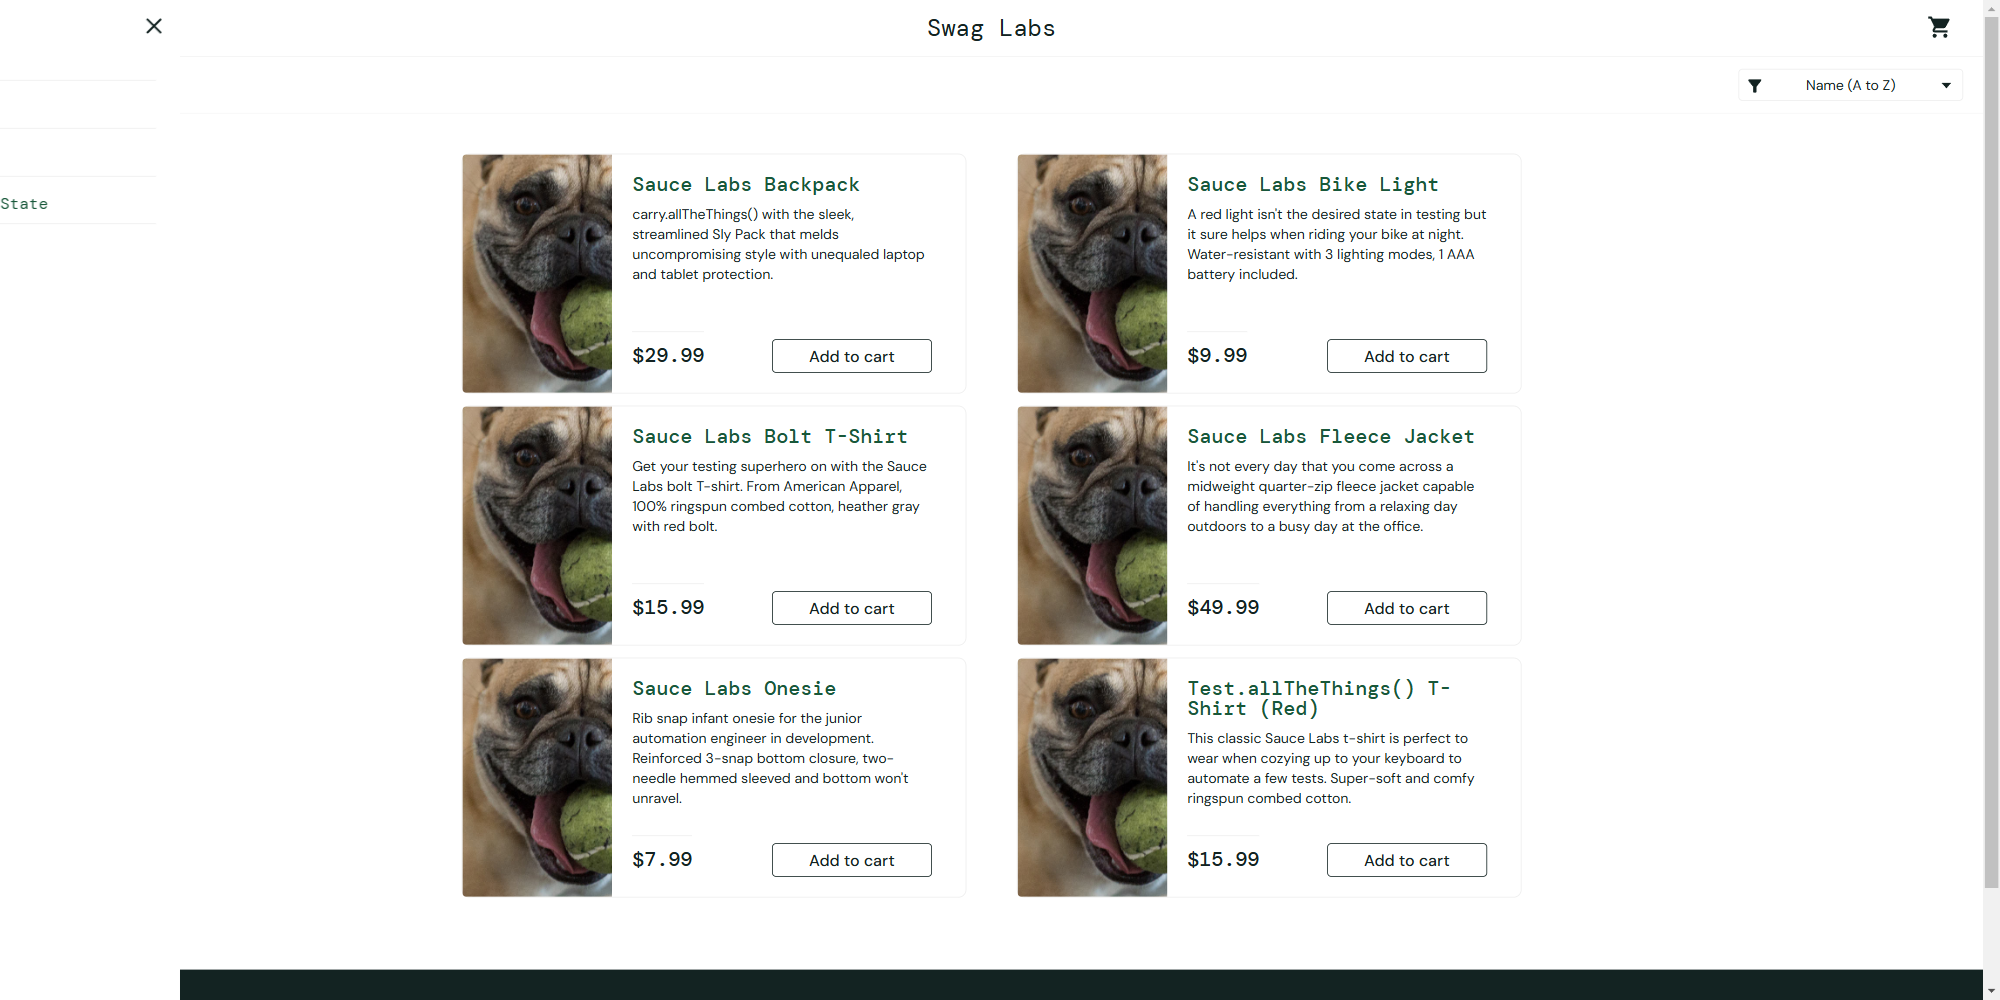 Swag Labs
Name (A to Z)
State
Sauce Labs Backpack
carry.allTheThings() with the sleek,
streamlined Sly Pack that melds
uncompromising style with unequaled laptop
and tablet protection.
$29.99
Add to cart
Sauce Labs Bike Light
A red light isn't the desired state in testing but
it sure helps when riding your bike at night.
Water-resistant with 3 lighting modes, 1 AAA
battery included.
$9.99
Add to cart
Sauce Labs Bolt T-Shirt
Get your testing superhero on with the Sauce
Labs bolt T-shirt. From American Apparel,
100% ringspun combed cotton, heather gray
with red bolt.
$15.99
Add to cart
Sauce Labs Fleece Jacket
It's not every day that you come across a
midweight quarter-zip fleece jacket capable
of handling everything from a relaxing day
outdoors to a busy day at the office.
$49.99
Add to cart
Sauce Labs Onesie
Rib snap infant onesie for the junior
automation engineer in development.
Reinforced 3-snap bottom closure, two-
needle hemmed sleeved and bottom won't
unravel.
$7.99
Add to cart
Test.allTheThings() T-
Shirt (Red)
This classic Sauce Labs t-shirt is perfect to
wear when cozying up to your keyboard to
automate a few tests. Super-soft and comfy
ringspun combed cotton.
$15.99
Add to cart